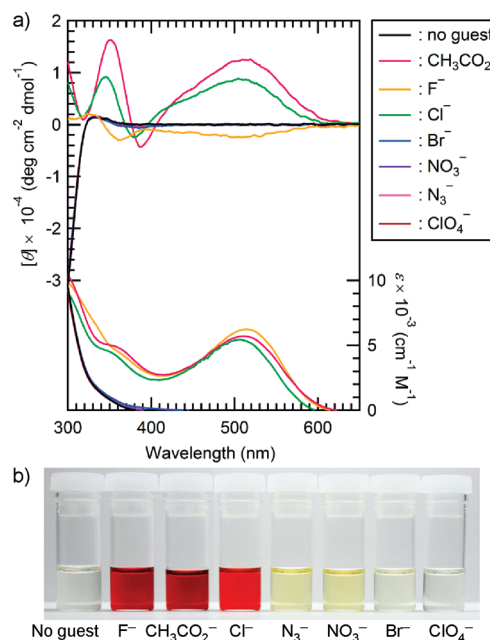 a)
: no guest
: CH₃CO₂
: F⁻
: Cl⁻
: Br⁻
: NO₃⁻
: N₃⁻
: ClO₄⁻
[θ] × 10⁻⁴ (deg cm⁻² dmol⁻¹)
2
1
0
−1
−2
−3
10
5
0
ε × 10⁻³ (cm⁻¹ M⁻¹)
300 400 500 600
Wavelength (nm)
b)
No guest F⁻ CH₃CO₂⁻ Cl⁻ N₃⁻ NO₃⁻ Br⁻ ClO₄⁻